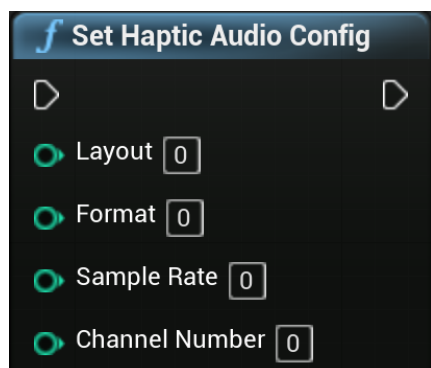 f Set Haptic Audio Config
Layout 0
Format 0
Sample Rate 0
Channel Number 0